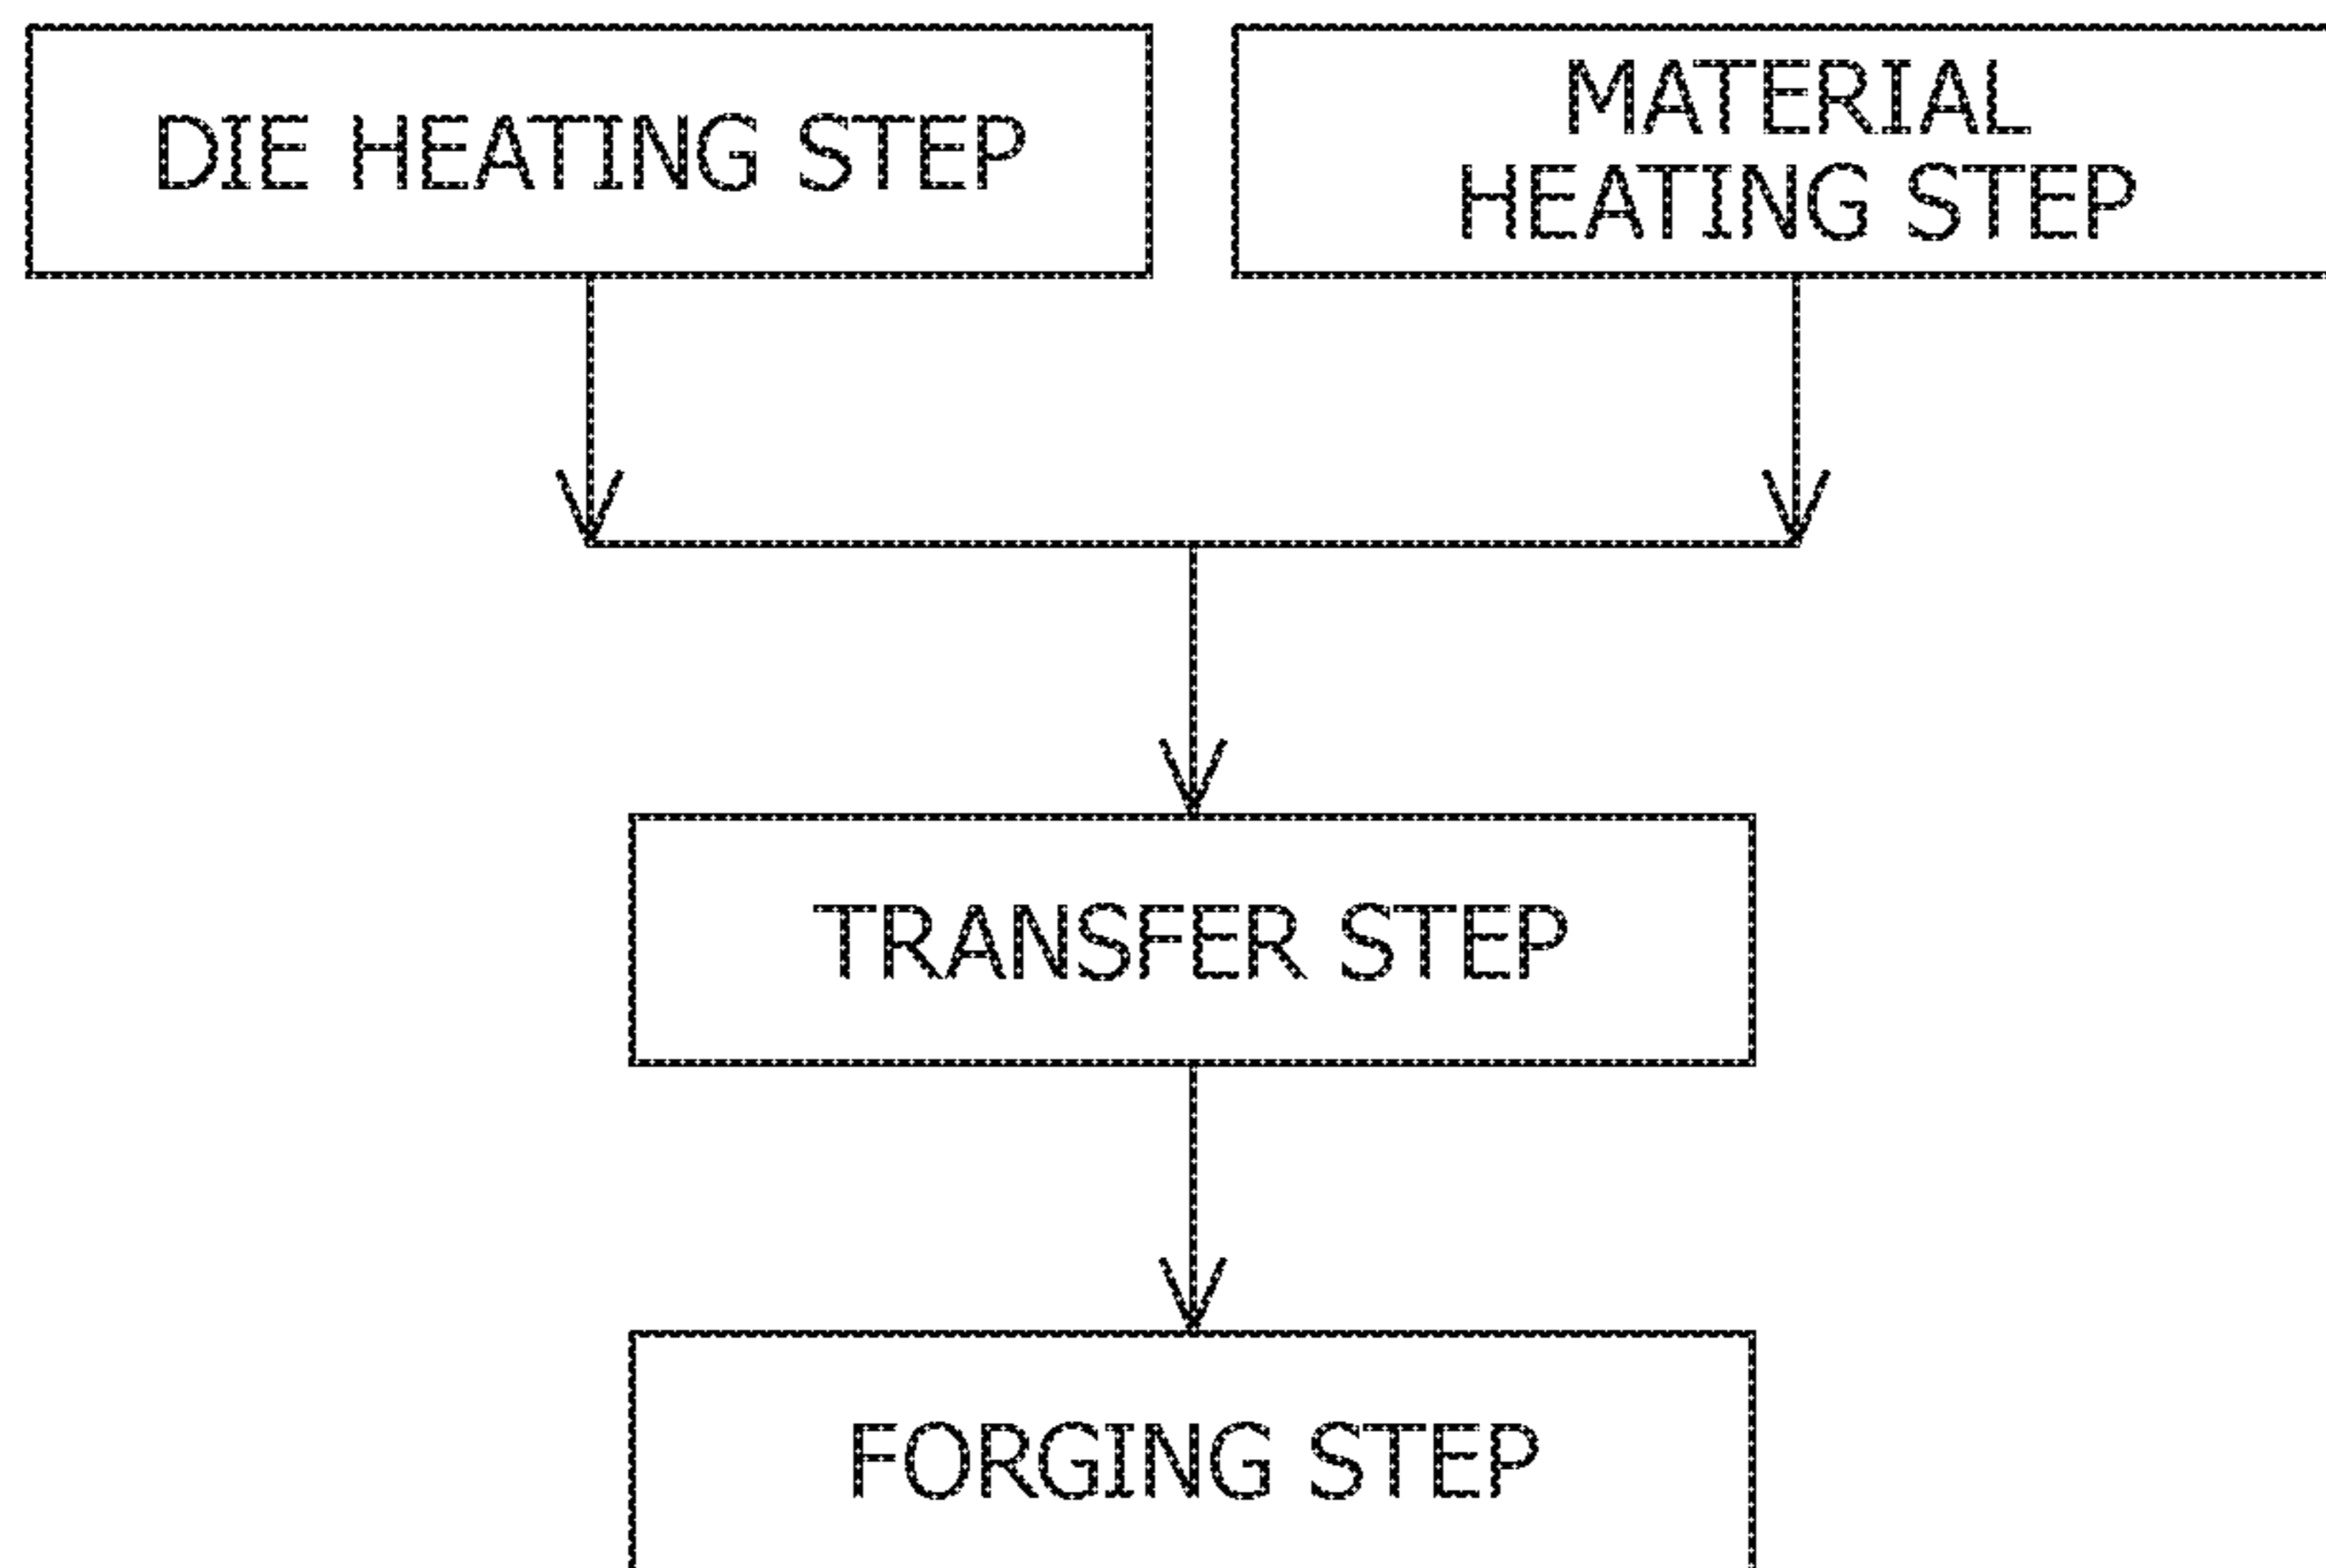 DIE HEATING STEP
MATERIAL
HEATING STEP
TRANSFER STEP
FORGING STEP